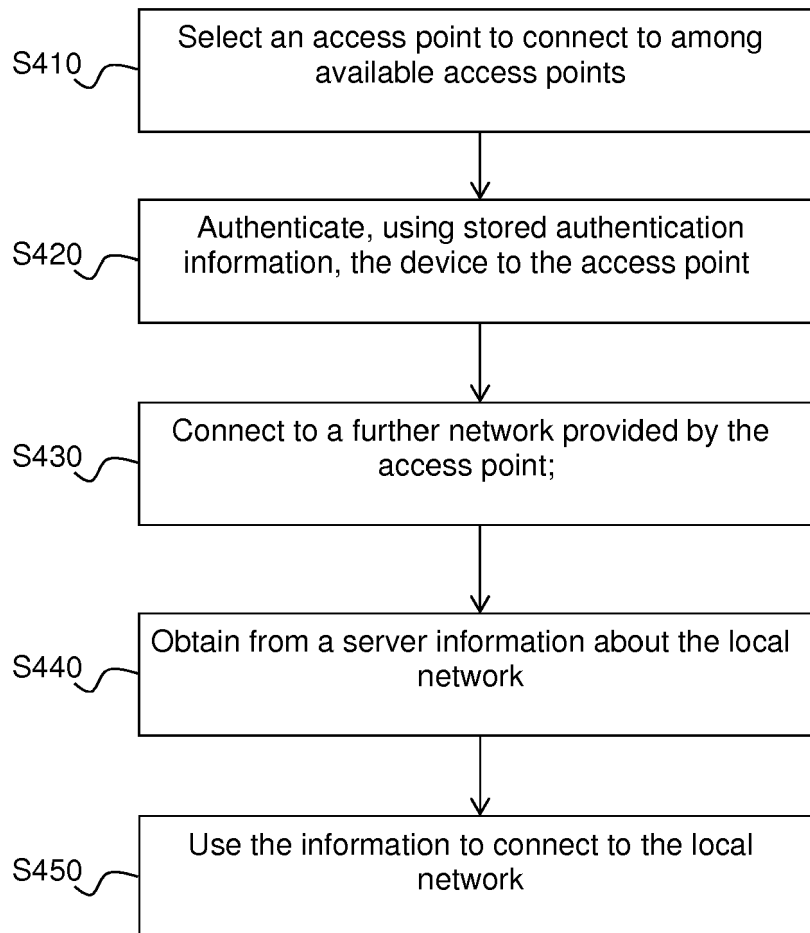 S410
Select an access point to connect to among
available access points
S420
Authenticate, using stored authentication
information, the device to the access point
S430
Connect to a further network provided by the
access point;
S440
Obtain from a server information about the local
network
S450
Use the information to connect to the local
network